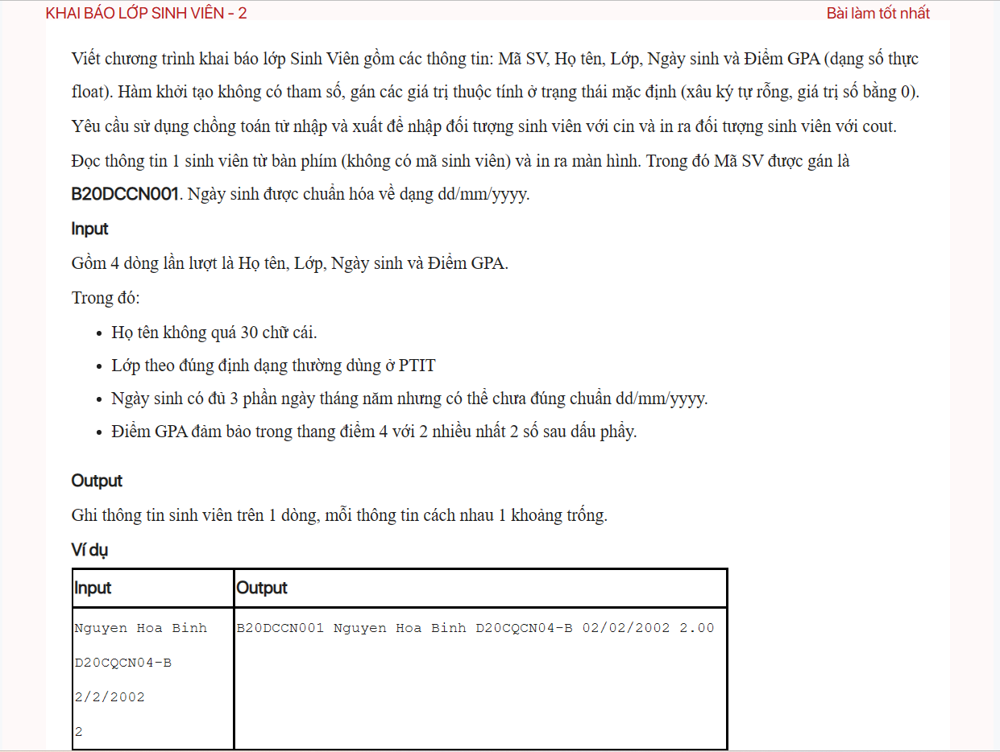 KHAI BÁO LỚP SINH VIÊN - 2 Bài làm tốt nhất
Viết chương trình khai báo lớp Sinh Viên gồm các thông tin: Mã SV, Họ tên, Lớp, Ngày sinh và Điểm GPA (dạng số thực
float). Hàm khởi tạo không có tham số, gán các giá trị thuộc tính ở trạng thái mặc định (xâu ký tự rỗng, giá trị số bằng 0).
Yêu cầu sử dụng chồng toán tử nhập và xuất để nhập đối tượng sinh viên với cin và in ra đối tượng sinh viên với cout.
Đọc thông tin 1 sinh viên từ bàn phím (không có mã sinh viên) và in ra màn hình. Trong đó Mã SV được gán là
B20DCCN001. Ngày sinh được chuẩn hóa về dạng dd/mm/yyyy.
Input
Gồm 4 dòng lần lượt là Họ tên, Lớp, Ngày sinh và Điểm GPA.
Trong đó:
• Họ tên không quá 30 chữ cái.
• Lớp theo đúng định dạng thường dùng ở PTIT
• Ngày sinh có đủ 3 phần ngày tháng năm nhưng có thể chưa đúng chuẩn dd/mm/yyyy.
• Điểm GPA đảm bảo trong thang điểm 4 với 2 nhiều nhất 2 số sau dấu phẩy.
Output
Ghi thông tin sinh viên trên 1 dòng, mỗi thông tin cách nhau 1 khoảng trống.
Ví dụ
Input Output
Nguyen Hoa Binh B20DCCN001 Nguyen Hoa Binh D20CQCN04-B 02/02/2002 2.00
D20CQCN04-B
2/2/2002
2